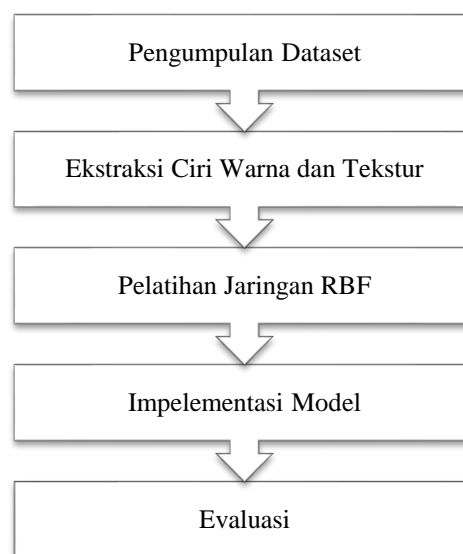 Pengumpulan Dataset
Ekstraksi Ciri Warna dan Tekstur
Pelatihan Jaringan RBF
Impelementasi Model
Evaluasi